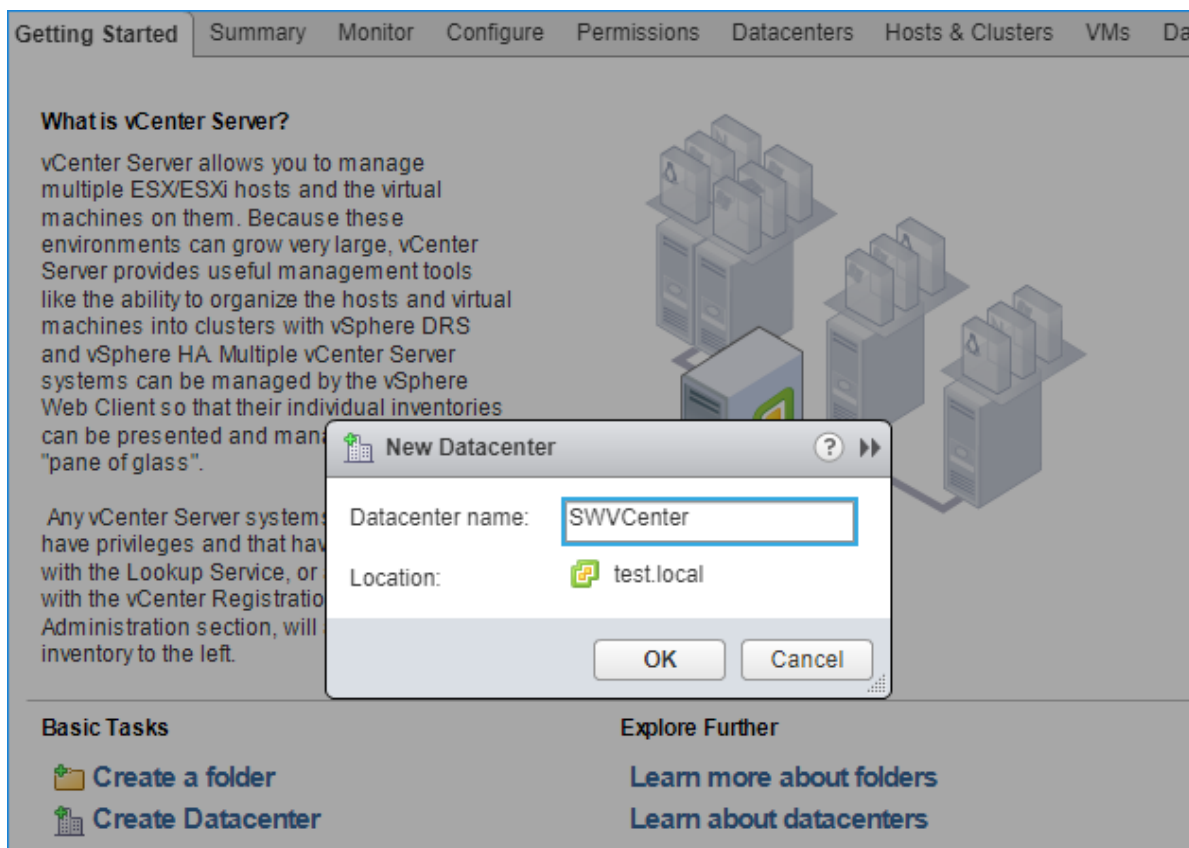 Getting Started Summary Monitor Configure Permissions Datacenters Hosts & Clusters VMs Da
What is vCenter Server?
vCenter Server allows you to manage
multiple ESX/ESXi hosts and the virtual
machines on them. Because these
environments can grow very large, vCenter
Server provides useful management tools
like the ability to organize the hosts and virtual
machines into clusters with vSphere DRS
and vSphere HA. Multiple vCenter Server
systems can be managed by the vSphere
Web Client so that their individual inventories
can be presented and mana
"pane of glass".
Any vCenter Server systems
have privileges and that hav
with the Lookup Service, or
with the vCenter Registratio
Administration section, will
inventory to the left.
New Datacenter ?
Datacenter name: SWVCenter
Location: test.local
OK Cancel
Basic Tasks
Create a folder
Create Datacenter
Explore Further
Learn more about folders
Learn about datacenters